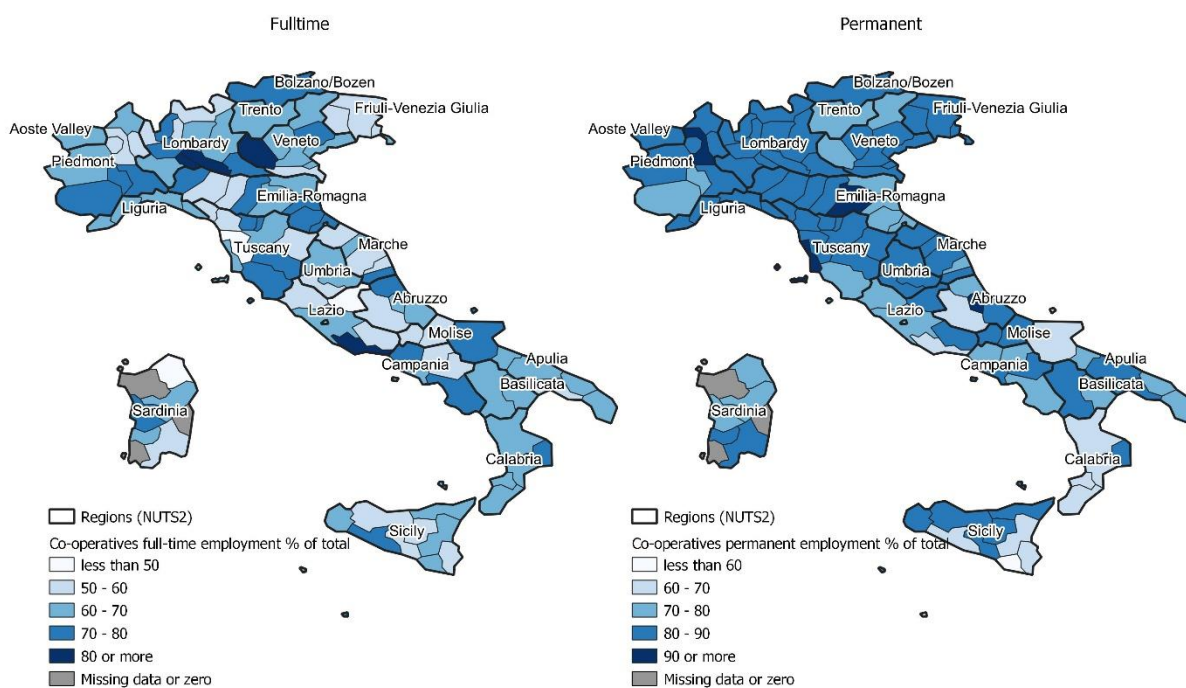 Fulltime
Bolzano/Bozen
Trento
Friuli-Venezia Giulia
Aoste Valley
Lombardy
Veneto
Piedmont
Emilia-Romagna
Liguria
Tuscany
Marche
Umbria
Lazio
Abruzzo
Molise
Apulia
Campania
Basilicata
Sardinia
Calabria
Sicily
Regions (NUTS2)
Co-operatives full-time employment % of total
less than 50
50 - 60
60 - 70
70 - 80
80 or more
Missing data or zero
Permanent
Bolzano/Bozen
Trento
Friuli-Venezia Giulia
Aoste Valley
Lombardy
Veneto
Piedmont
Emilia-Romagna
Liguria
Tuscany
Marche
Umbria
Lazio
Abruzzo
Molise
Apulia
Campania
Basilicata
Sardinia
Calabria
Sicily
Regions (NUTS2)
Co-operatives permanent employment % of total
less than 60
60 - 70
70 - 80
80 - 90
90 or more
Missing data or zero